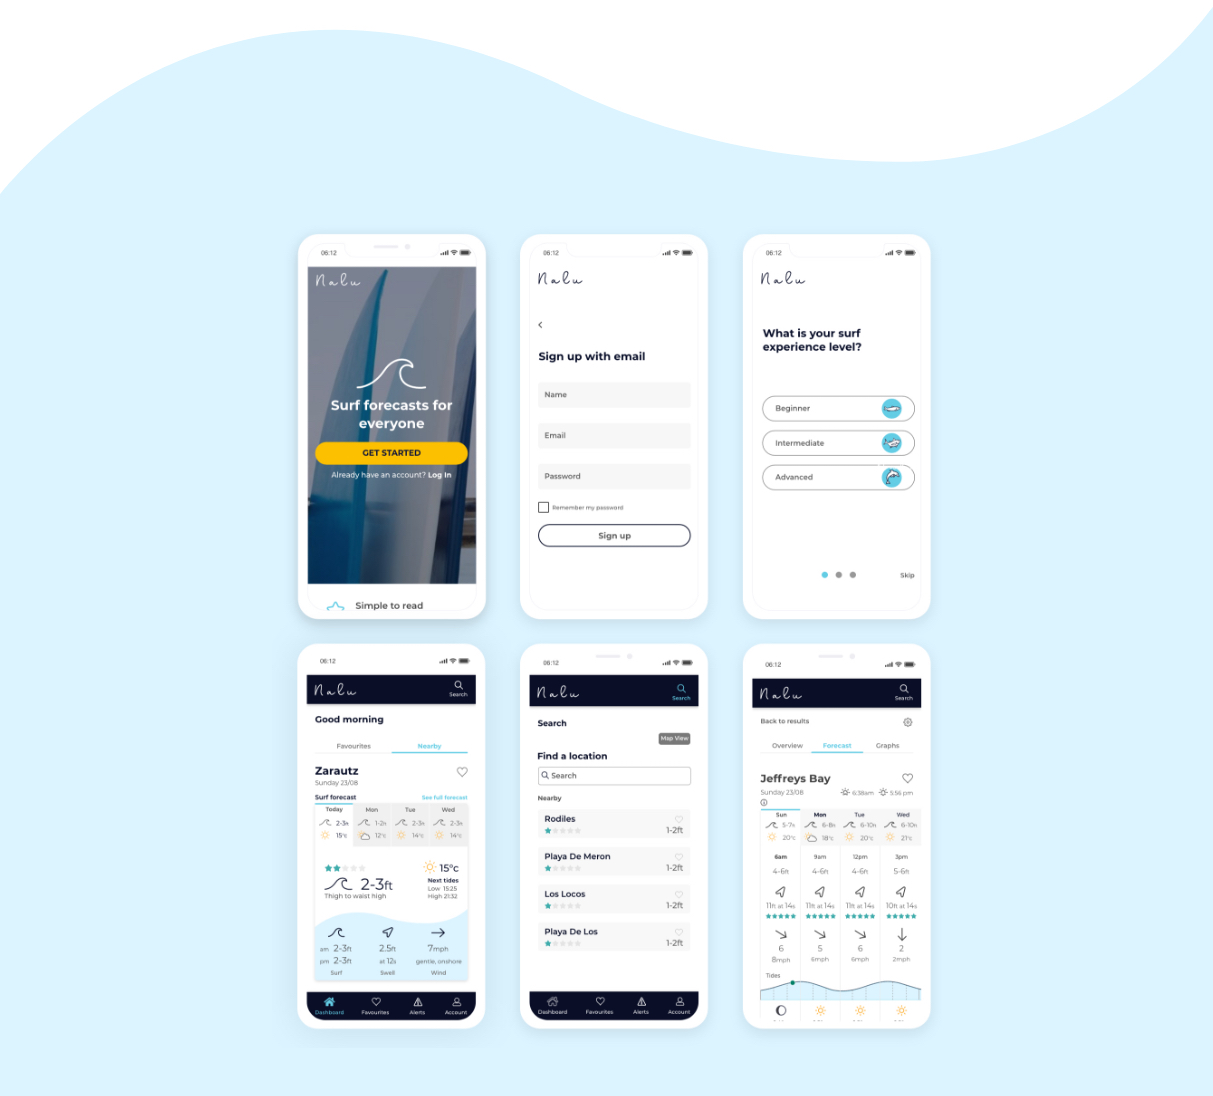 06:12
Nalu
Surf forecasts for
everyone
GET STARTED
Already have an account? Log In
Simple to read
06:12
Nalu
Sign up with email
Name
Email
Password
Remember my password
Sign up
06:12
Nalu
What is your surf
experience level?
Beginner
Intermediate
Advanced
Skip
06:12
Nalu
Search
Good morning
Favourites Nearby
Zarautz
Sunday 23/08
Surf forecast See full forecast
Today Mon Tue Wed
2-3ft 1-2ft 2-3ft 2-3ft
15°c 12°c 14°c 14°c
15°c
2-3ft
Thigh to waist high
Next tides
Low 15:25
High 21:32
am 2-3ft 2.5ft 7mph
pm 2-3ft at 12s gentle, onshore
Surf Swell Wind
Dashboard Favourites Alerts Account
06:12
Nalu
Search
Search
Map View
Find a location
Search
Nearby
Rodiles
1-2ft
Playa De Meron
1-2ft
Los Locos
1-2ft
Playa De Los
1-2ft
Dashboard Favourites Alerts Account
06:12
Nalu
Search
Back to results
Overview Forecast Graphs
Jeffreys Bay
Sunday 23/08 6:38am 5:56 pm
Sun Mon Tue Wed
5-7ft 6-8ft 6-10ft 6-10ft
20°c 18°c 20°c 21°c
6am 9am 12pm 3pm
4-6ft 4-6ft 4-6ft 5-6ft
11ft at 14s 11ft at 14s 11ft at 14s 10ft at 14s
6 5 6 2
8mph 6mph 6mph 2mph
Tides